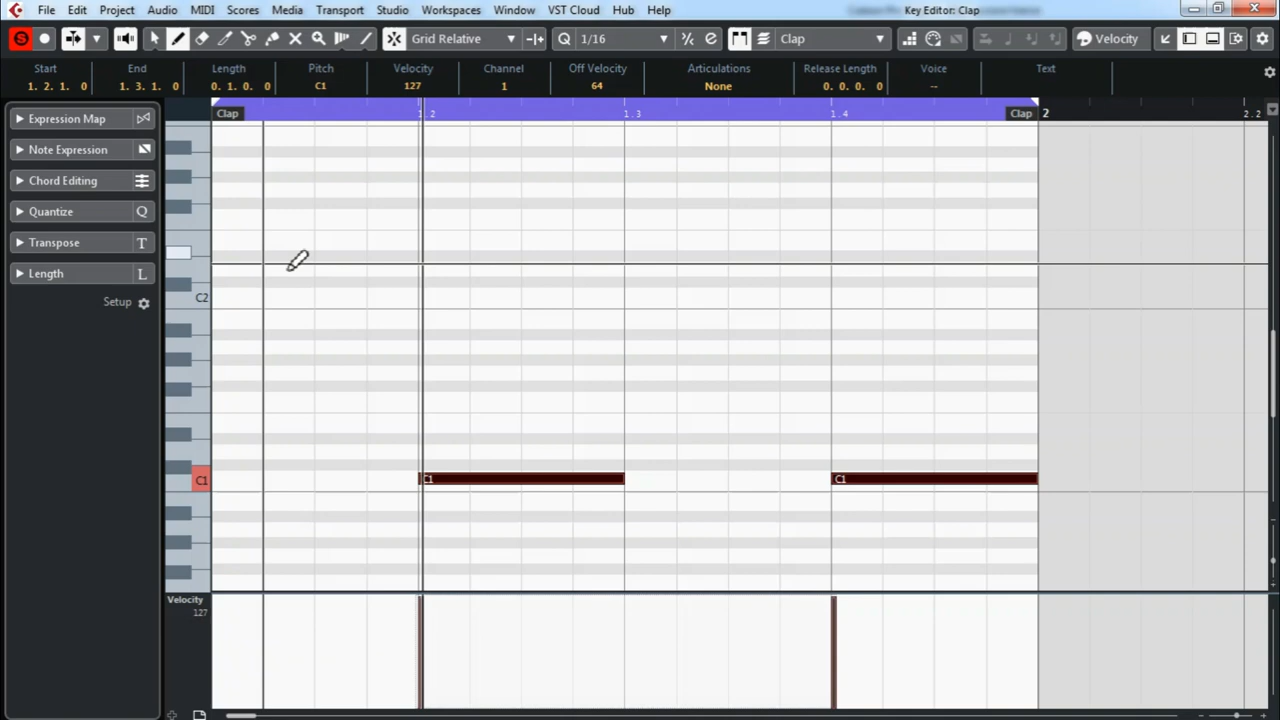 File Edit Project Audio MIDI Scores Media Transport Studio Workspaces Window VST Cloud Hub Help Key Editor: Clap
S Grid Relative Q 1/16 Clap Velocity
Start End Length Pitch Velocity Channel Off Velocity Articulations Release Length Voice Text
1. 2. 1. 0 1. 3. 1. 0 0. 1. 0. 0 C1 127 1 64 None 0. 0. 0. 0 --
Clap 1.2 1.3 1.4 Clap 2 2.2
Expression Map
Note Expression
Chord Editing
Quantize Q
Transpose T
Length L
Setup
C2
C1 C1 C1
Velocity
127